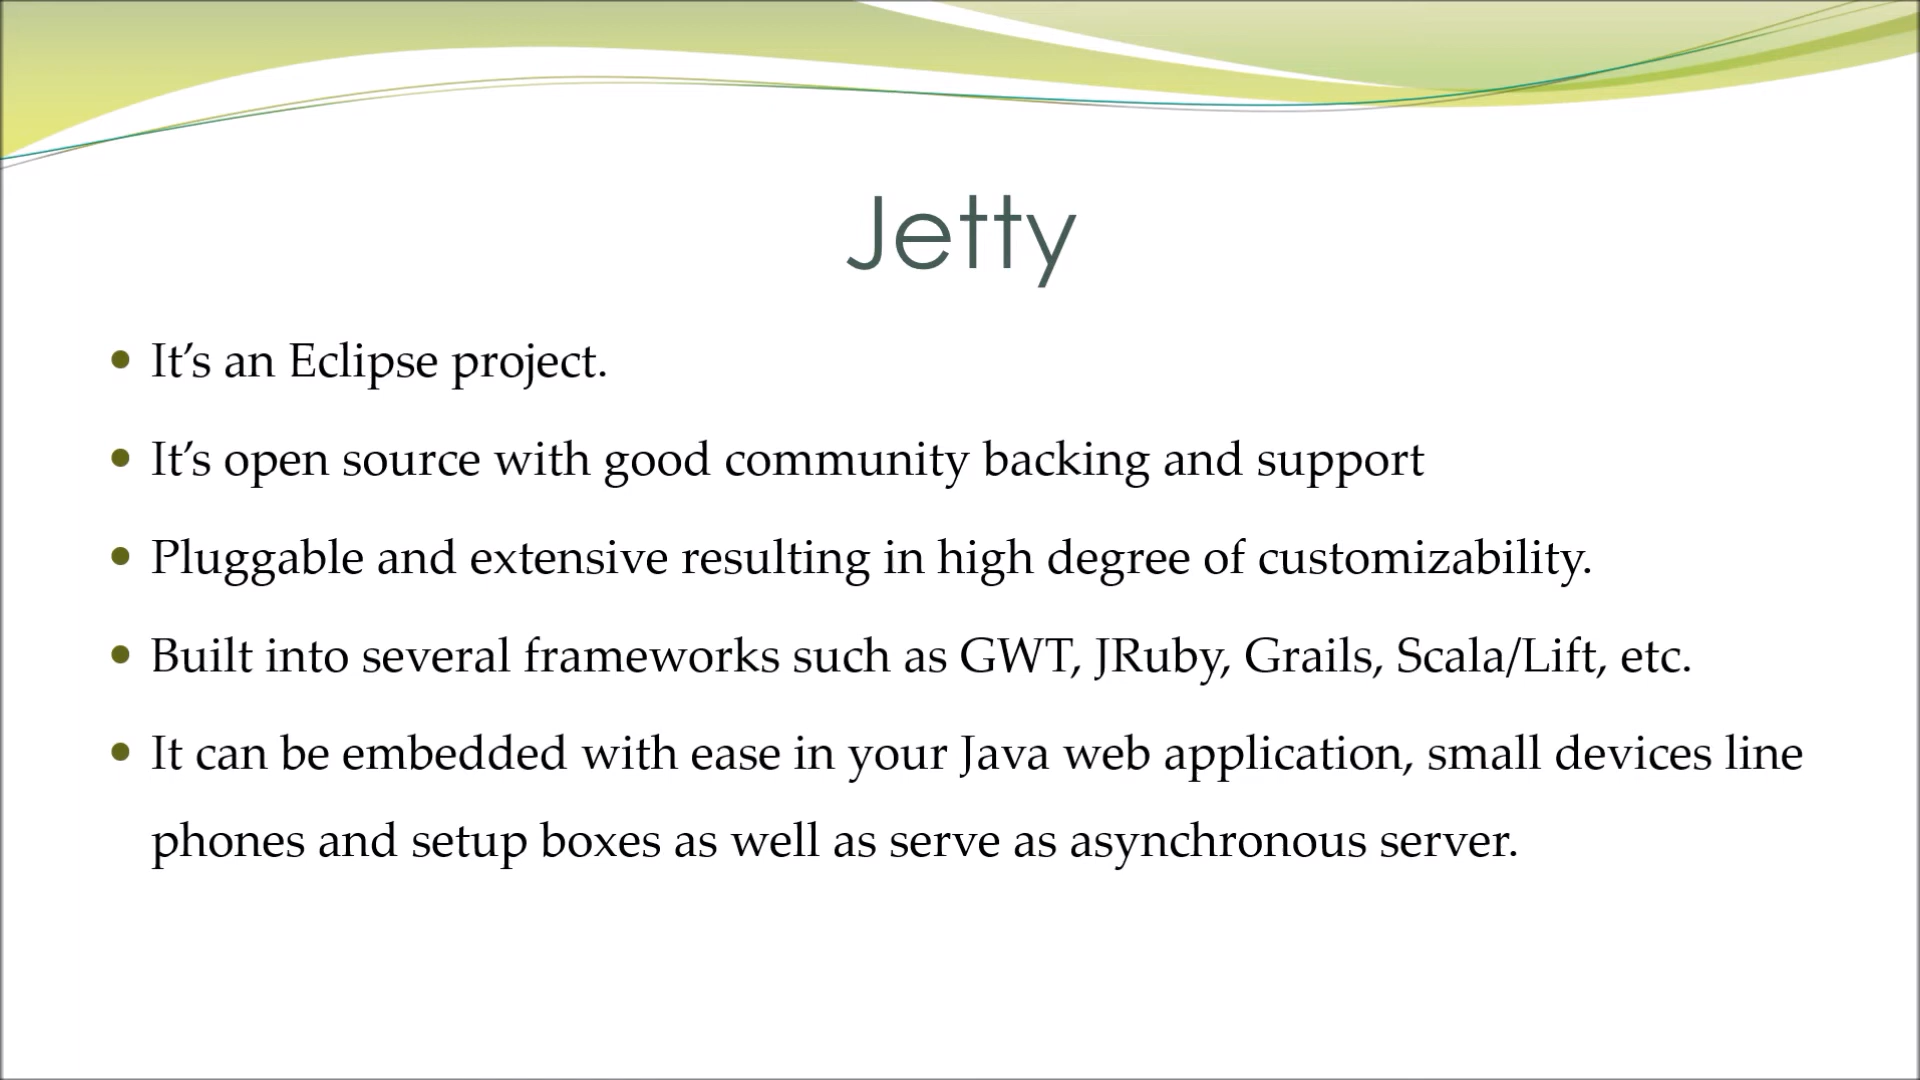 Jetty
It’s an Eclipse project.
It’s open source with good community backing and support
Pluggable and extensive resulting in high degree of customizability.
Built into several frameworks such as GWT, JRuby, Grails, Scala/Lift, etc.
It can be embedded with ease in your Java web application, small devices line
phones and setup boxes as well as serve as asynchronous server.